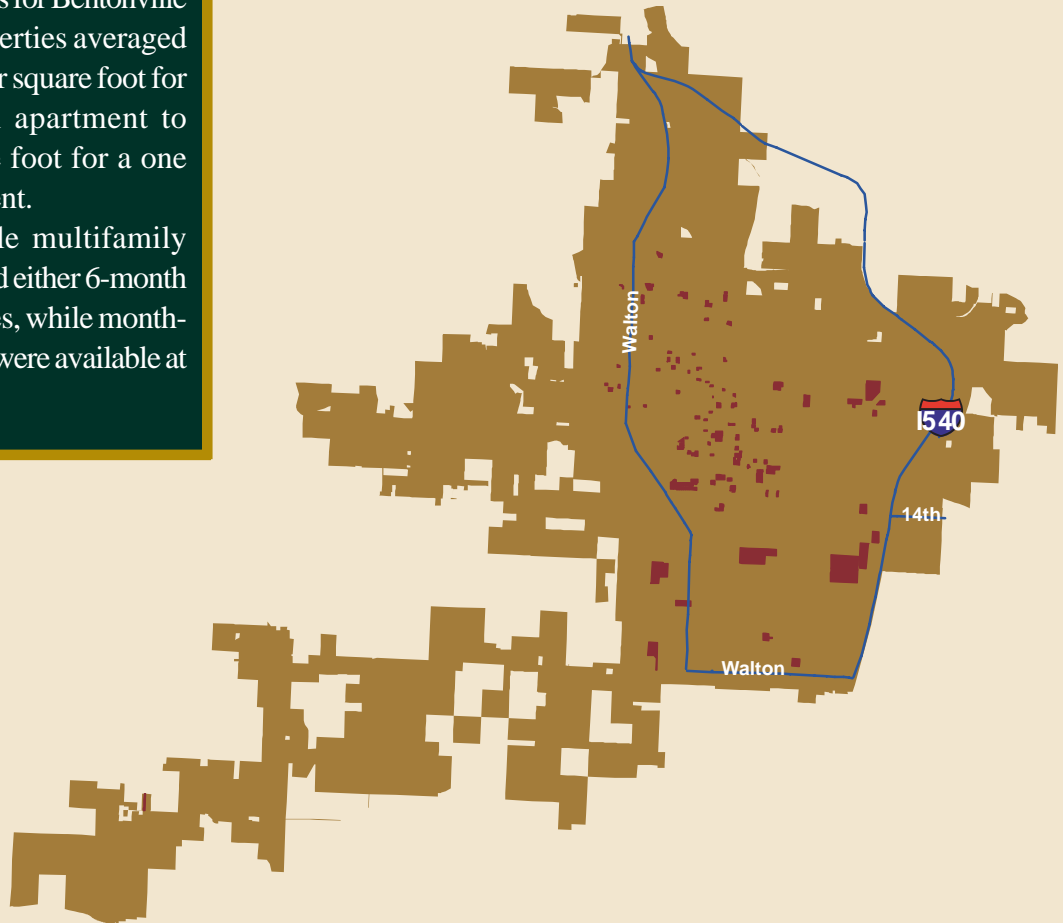 s for Bentonville
erties averaged
r square foot for
apartment to
foot for a one
nt.
le multifamily
d either 6-month
es, while month-
were available at
Walton
I540
14th
Walton